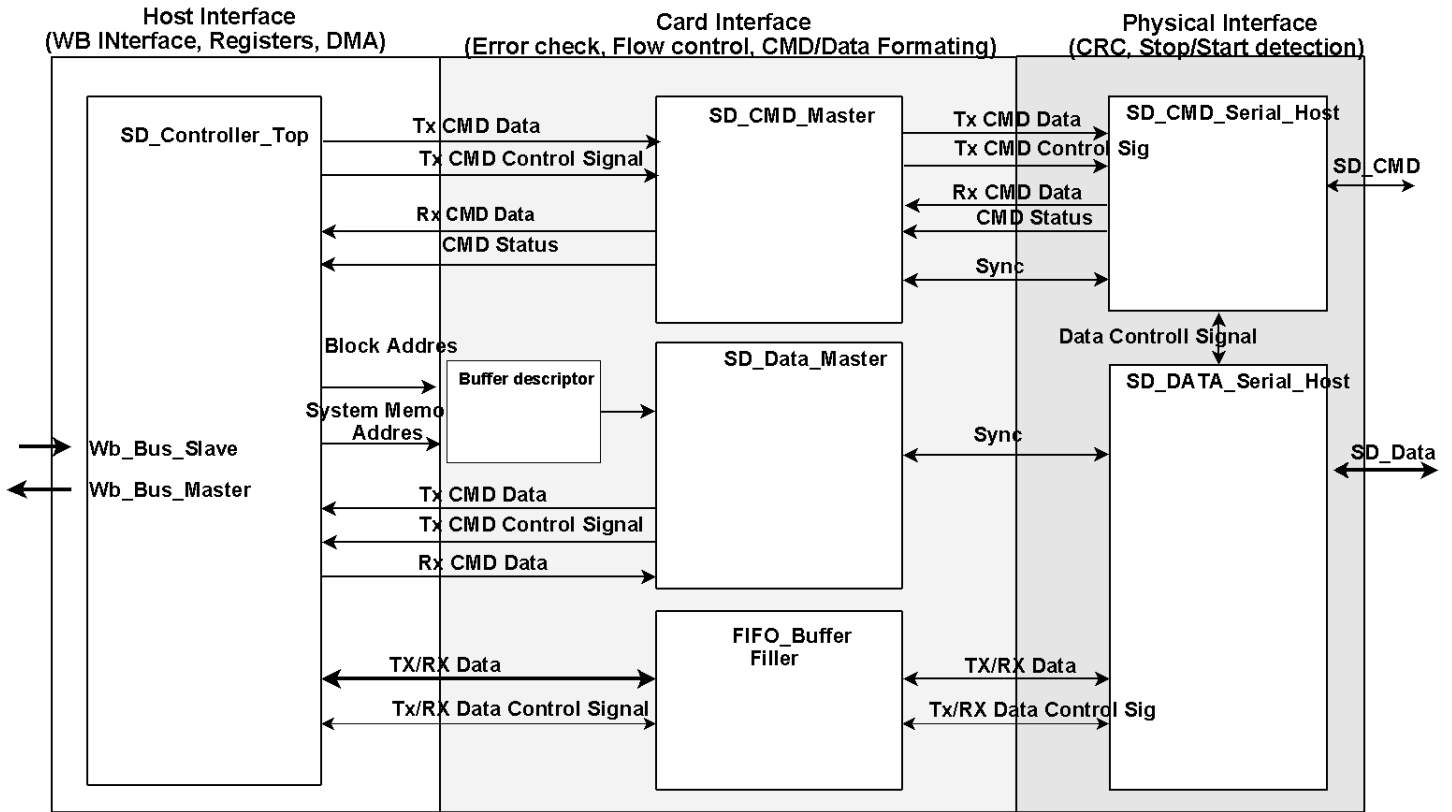 Host Interface
(WB INterface, Registers, DMA)
Card Interface
(Error check, Flow control, CMD/Data Formating)
Physical Interface
(CRC, Stop/Start detection)
SD_Controller_Top
Tx CMD Data
Tx CMD Control Signal
Rx CMD Data
CMD Status
SD_CMD_Master
Tx CMD Data
Tx CMD Control Sig
Rx CMD Data
CMD Status
Sync
SD_CMD_Serial_Host
SD_CMD
Data Controll Signal
Block Addres
System Memo
Addres
Buffer descriptor
SD_Data_Master
Sync
SD_DATA_Serial_Host
SD_Data
Wb_Bus_Slave
Wb_Bus_Master
Tx CMD Data
Tx CMD Control Signal
Rx CMD Data
FIFO_Buffer
Filler
TX/RX Data
Tx/RX Data Control Signal
TX/RX Data
Tx/RX Data Control Sig